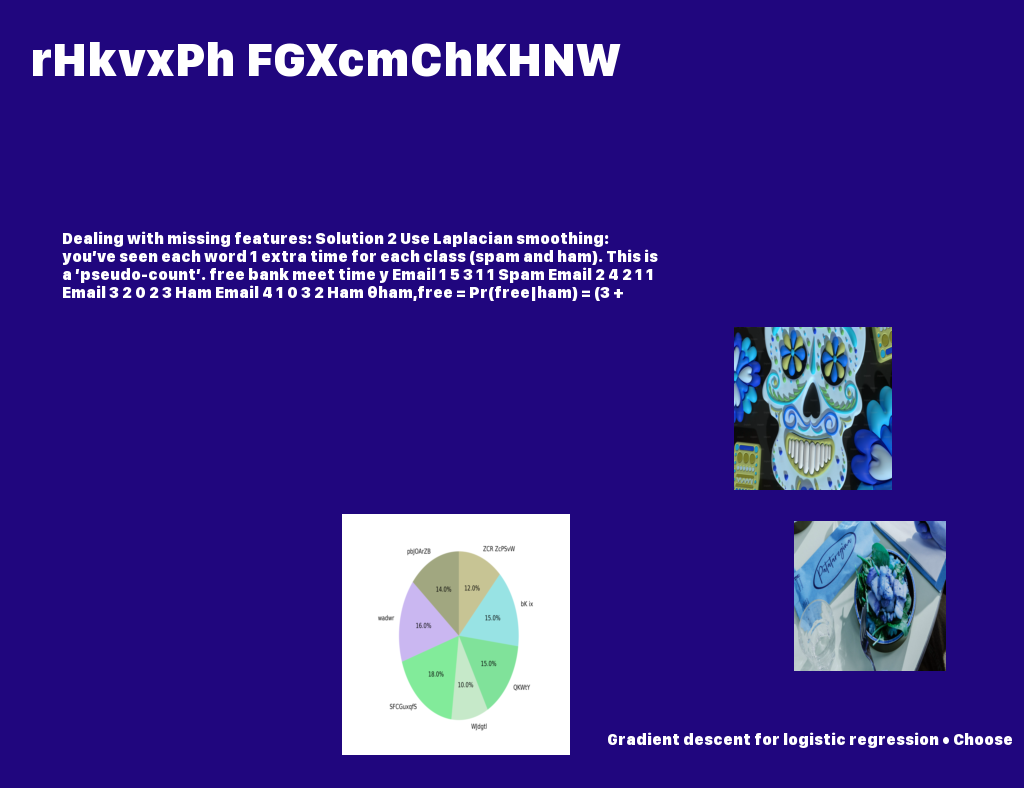 rHkvxPh FGXcmChKHNW
Dealing with missing features: Solution 2 Use Laplacian smoothing:
you've seen each word 1 extra time for each class (spam and ham). This is
a 'pseudo-count'. free bank meet time y Email 1 5 3 1 1 Spam Email 2 4 2 1 1
Email 3 2 0 2 3 Ham Email 4 1 0 3 2 Ham θham,free = Pr(free|ham) = (3 +
pbjOArZB
ZCR ZcPSvW
14.0%
12.0%
bK ix
wadwr
16.0%
15.0%
15.0%
18.0%
10.0%
QKWtY
SFCGuxqfS
Gradient descent for logistic regression • Choose